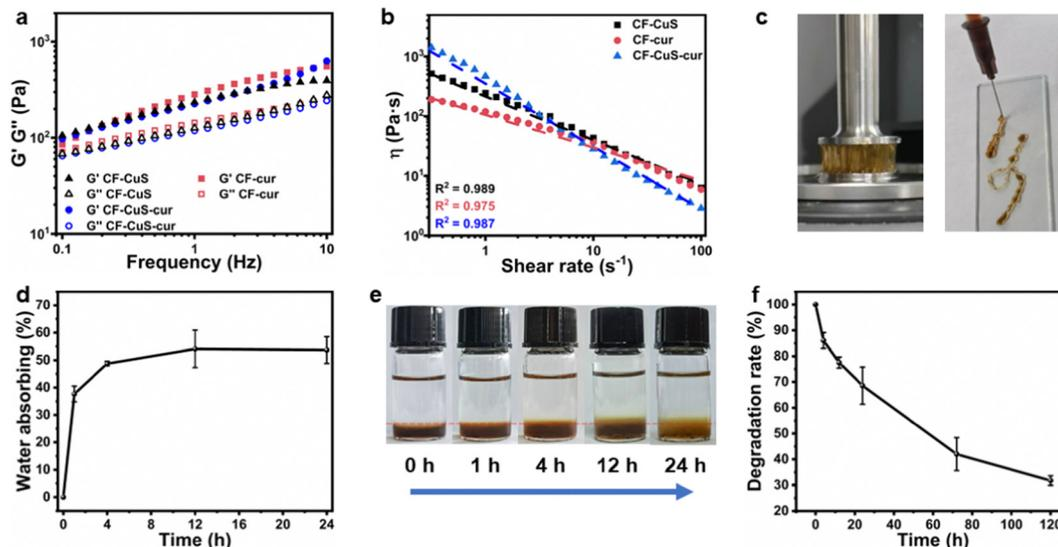 a
G' G'' (Pa)
10³
10²
10¹
G' CF-CuS
G' CF-cur
G'' CF-CuS
G'' CF-cur
G' CF-CuS-cur
G'' CF-CuS-cur
0.1
1
10
Frequency (Hz)
b
η (Pa·s)
10³
10²
10¹
10⁰
CF-CuS
CF-cur
CF-CuS-cur
R² = 0.989
R² = 0.975
R² = 0.987
1
10
100
Shear rate (s⁻¹)
c
d
Water absorbing (%)
70
60
50
40
30
20
10
0
0 4 8 12 16 20 24
Time (h)
e
0 h 1 h 4 h 12 h 24 h
f
Degradation rate (%)
100
90
80
70
60
50
40
30
20
0 20 40 60 80 100 120
Time (h)